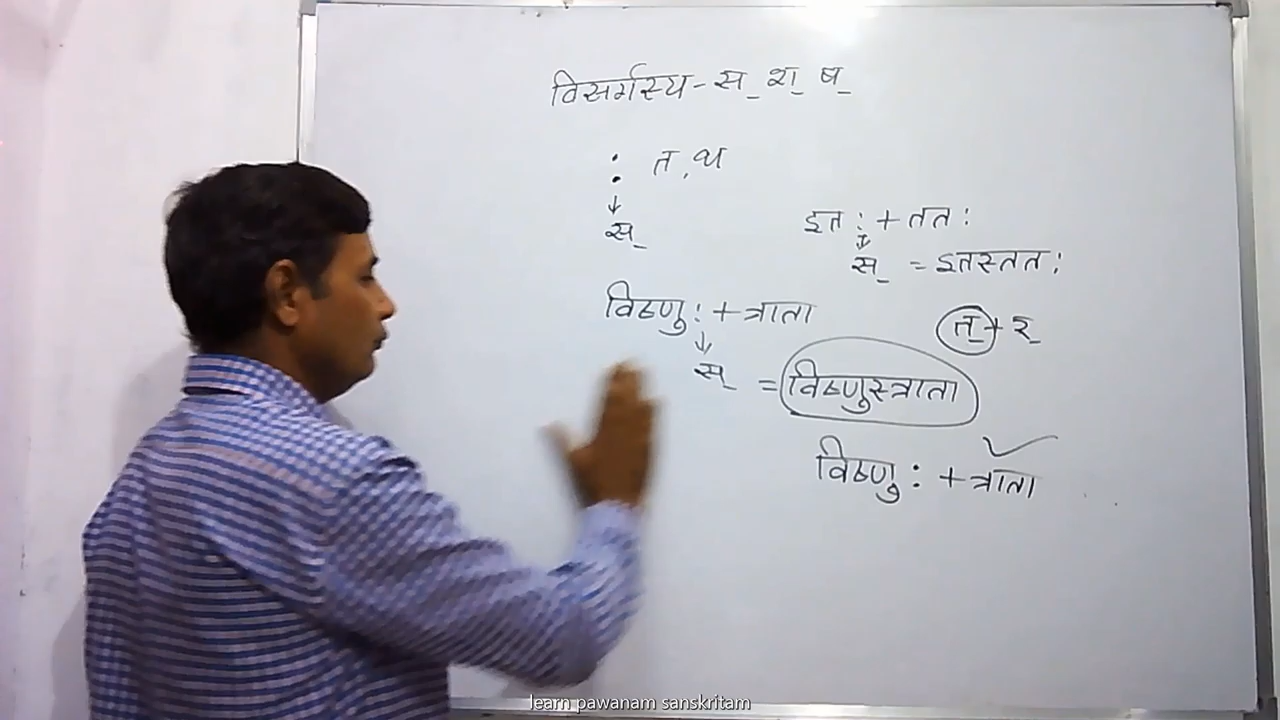 विसर्गस्य - स् श् ष्
: त, थ
↓
स्
इत : + तत :
↓
स् = इतस्तत :
विष्णु : + त्राता
↓
स् = विष्णुस्त्राता
त् + र्
विष्णु : + त्राता ✓
learn pawanam sanskritam